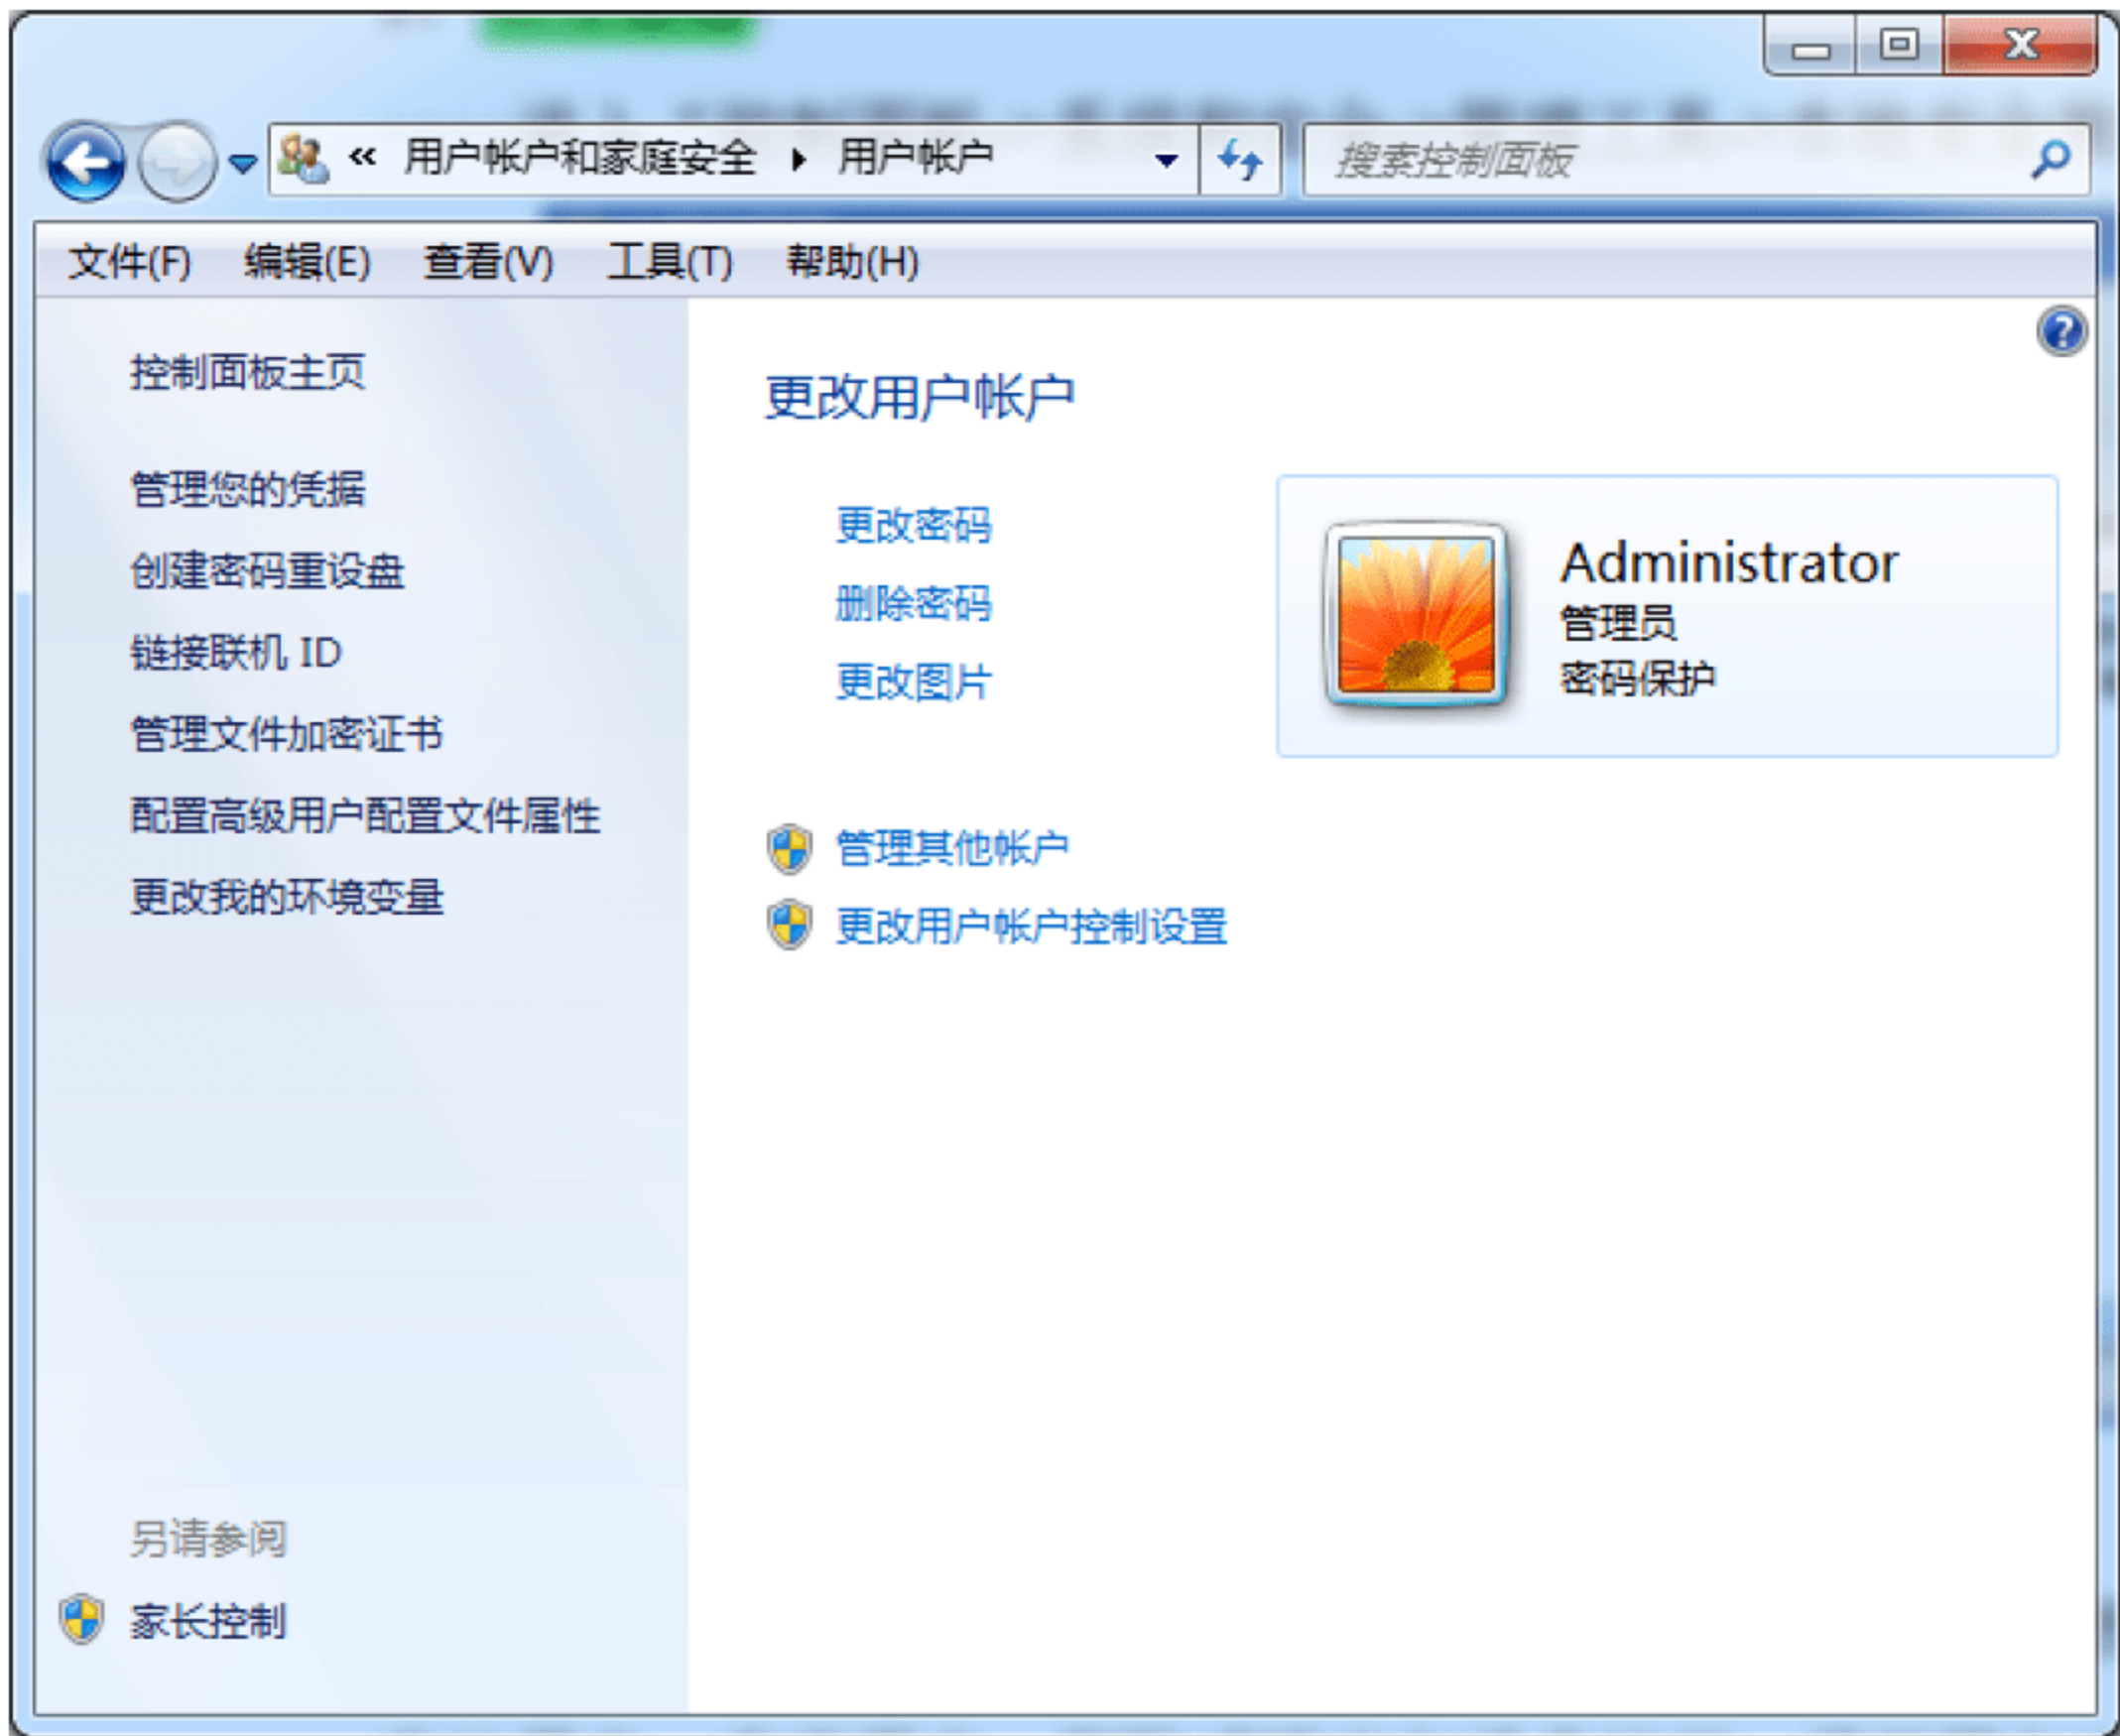 « 用户帐户和家庭安全 ▸ 用户帐户
搜索控制面板
文件(F) 编辑(E) 查看(V) 工具(T) 帮助(H)
控制面板主页
管理您的凭据
创建密码重设盘
链接联机 ID
管理文件加密证书
配置高级用户配置文件属性
更改我的环境变量
另请参阅
家长控制
更改用户帐户
更改密码
删除密码
更改图片
Administrator
管理员
密码保护
管理其他帐户
更改用户帐户控制设置